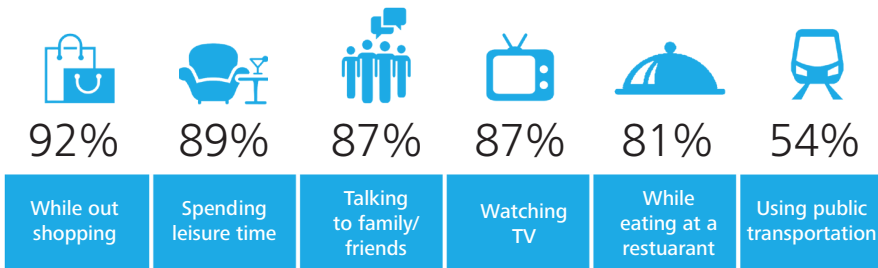 92%
89%
87%
87%
81%
54%
While out
shopping
Spending
leisure time
Talking
to family/
friends
Watching
TV
While
eating at a
restuarant
Using public
transportation